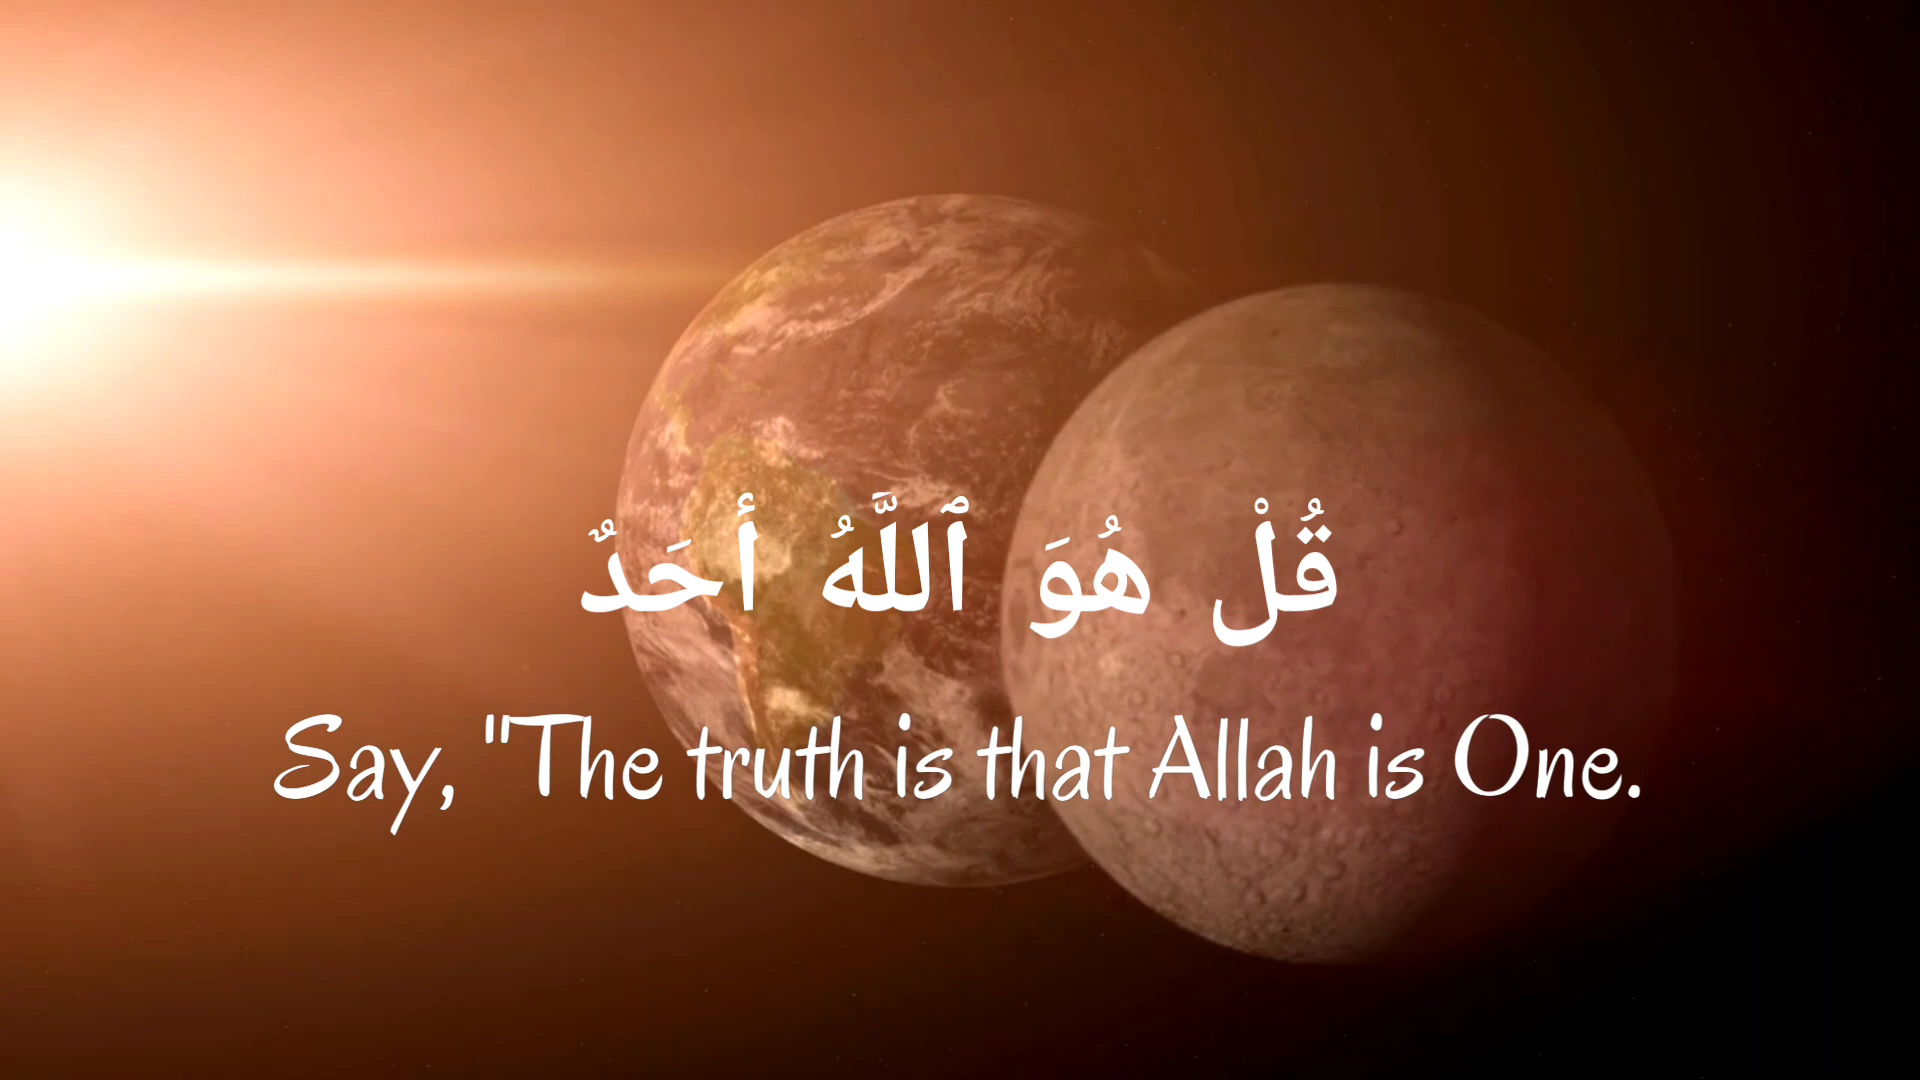 قُلْ هُوَ ٱللَّهُ أَحَدٌ
Say, "The truth is that Allah is One.